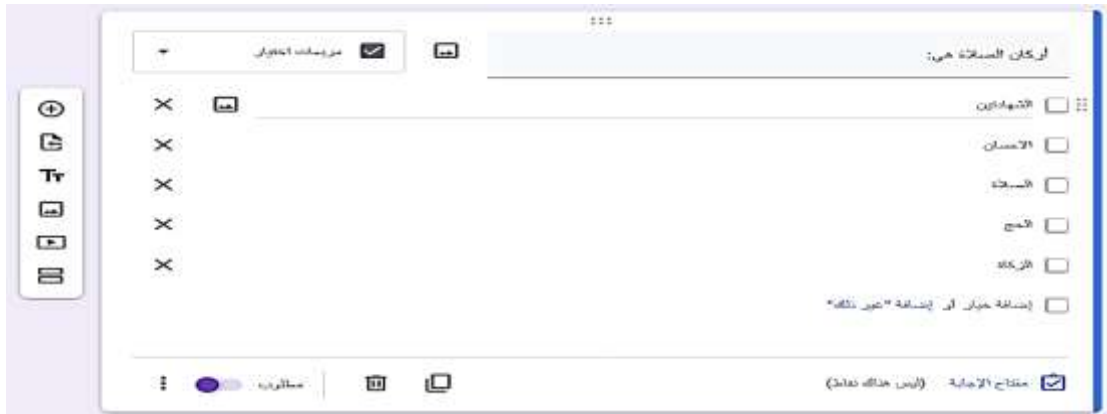 أركان الصلاة هي:
مربعات اختيار
الشهادتين
الاحسان
الصلاة
الحج
الزكاة
إضافة خيار أو إضافة "غير ذلك"
مفتاح الإجابة (ليس هناك نقاط)
مطلوب
Tт